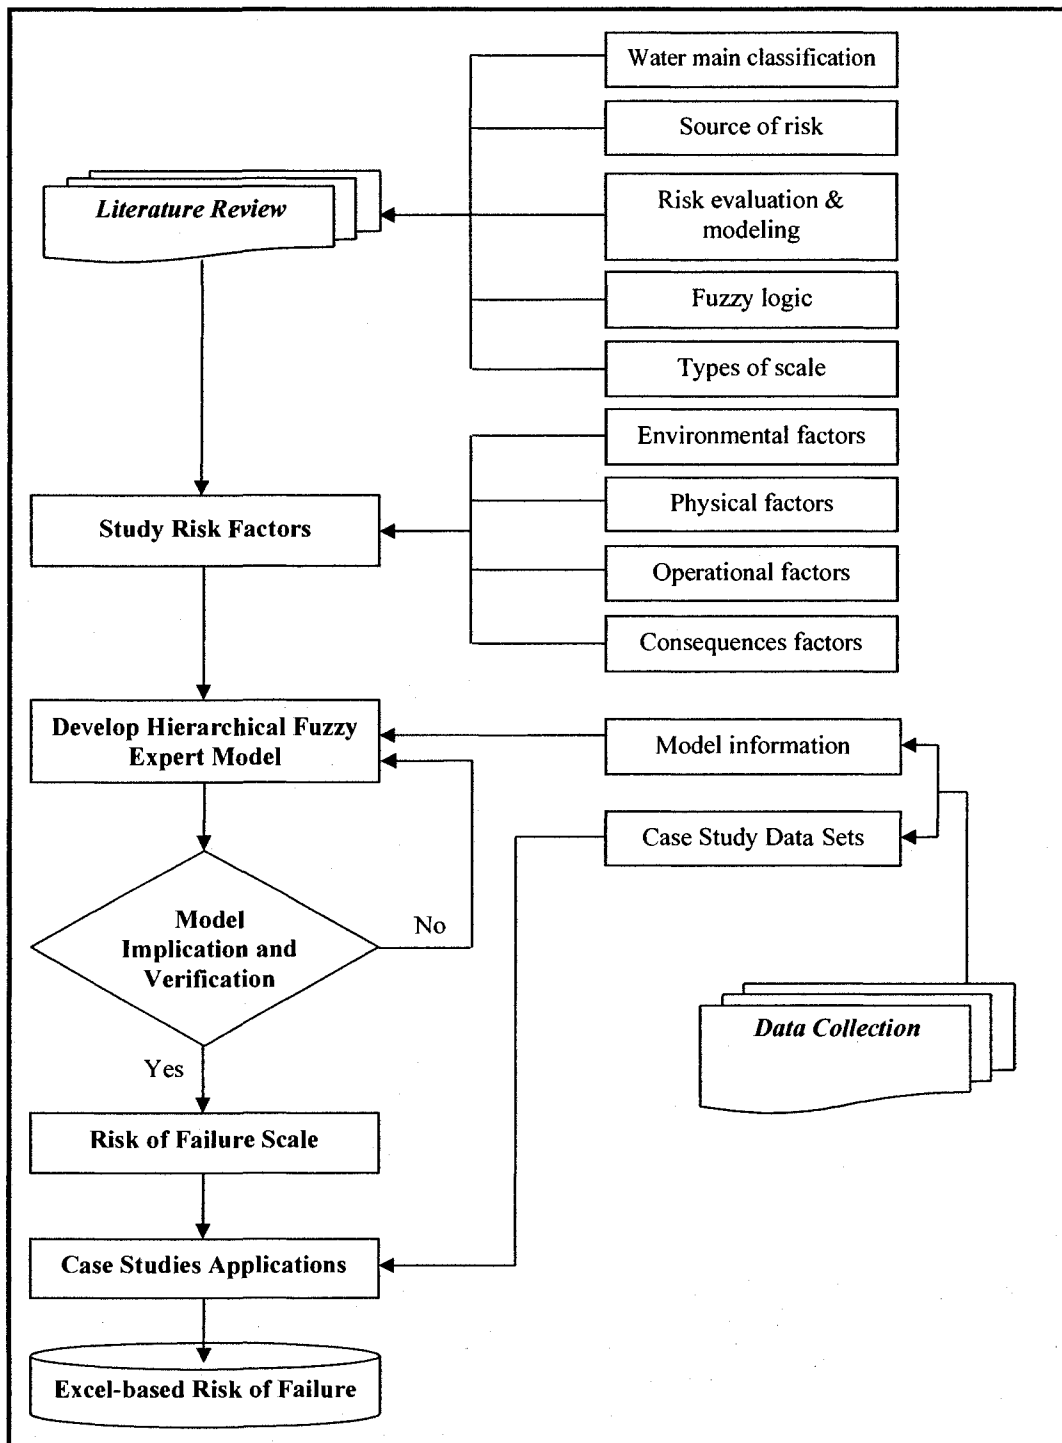 Water main classification
Source of risk
Literature Review
Risk evaluation &
modeling
Fuzzy logic
Types of scale
Environmental factors
Study Risk Factors
Physical factors
Operational factors
Consequences factors
Develop Hierarchical Fuzzy
Expert Model
Model information
Case Study Data Sets
Model
Implication and
Verification
No
Data Collection
Yes
Risk of Failure Scale
Case Studies Applications
Excel-based Risk of Failure